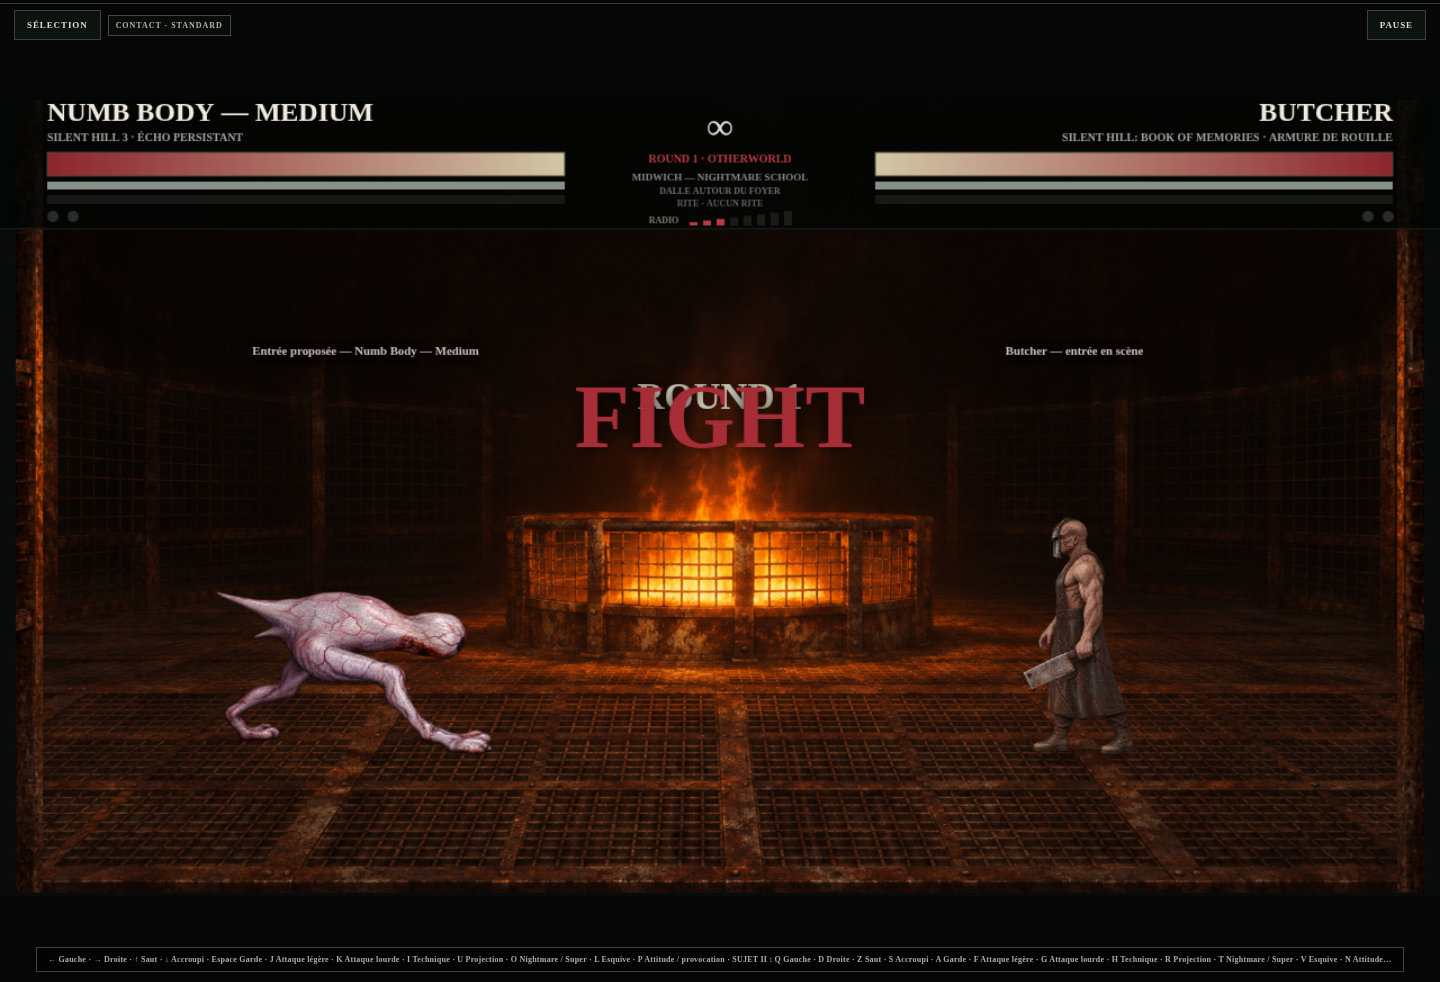 SÉLECTION
CONTACT - STANDARD
PAUSE
NUMB BODY — MEDIUM
SILENT HILL 3 · ÉCHO PERSISTANT
∞
ROUND 1 · OTHERWORLD
MIDWICH — NIGHTMARE SCHOOL
DALLE AUTOUR DU FOYER
RITE · AUCUN RITE
RADIO
BUTCHER
SILENT HILL: BOOK OF MEMORIES · ARMURE DE ROUILLE
Entrée proposée — Numb Body — Medium
Butcher — entrée en scène
ROUND 1
FIGHT
← Gauche · → Droite · ↑ Saut · ↓ Accroupi · Espace Garde · J Attaque légère · K Attaque lourde · I Technique · U Projection · O Nightmare / Super · L Esquive · P Attitude / provocation · SUJET II : Q Gauche · D Droite · Z Saut · S Accroupi · A Garde · F Attaque légère · G Attaque lourde · H Technique · R Projection · T Nightmare / Super · V Esquive · N Attitude…